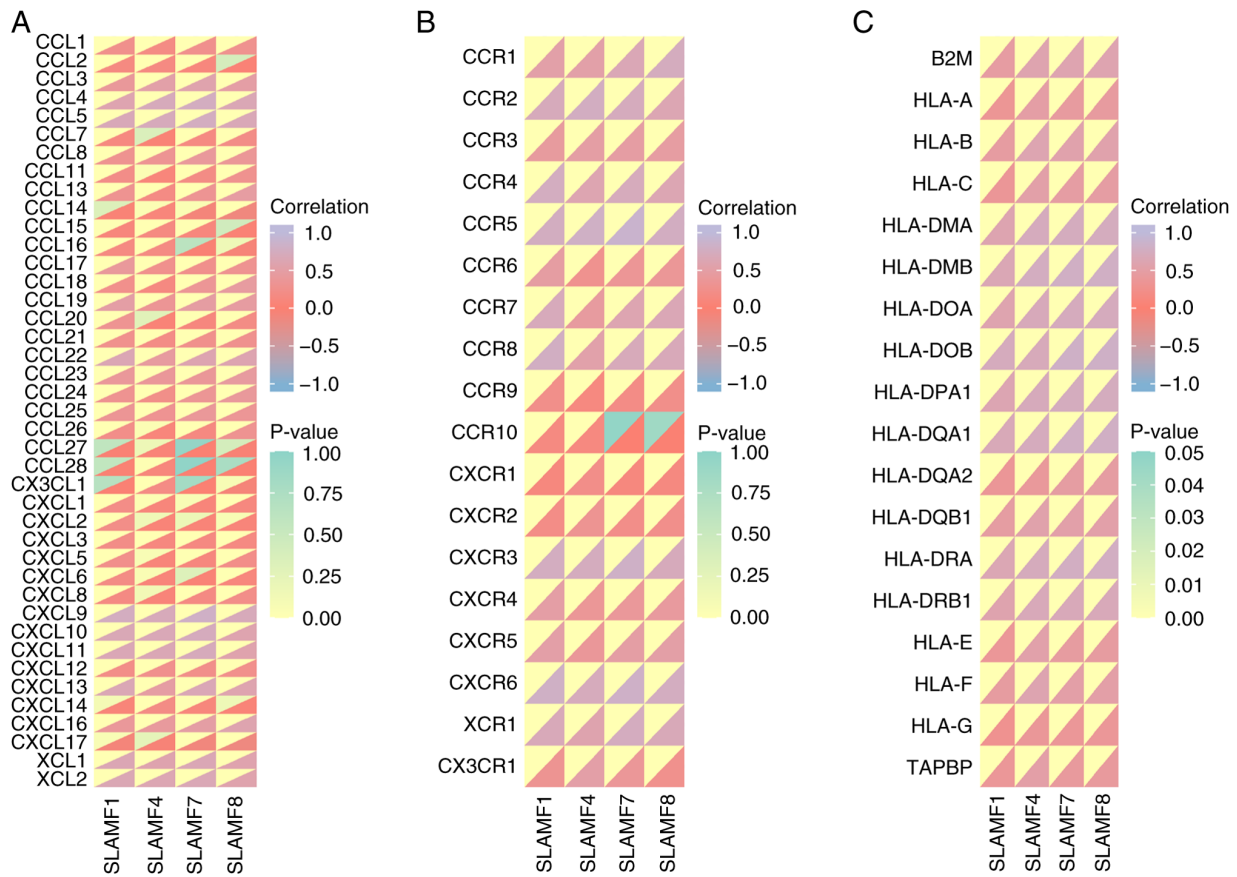 A
CCL1
CCL2
CCL3
CCL4
CCL5
CCL7
CCL8
CCL11
CCL13
CCL14
CCL15
CCL16
CCL17
CCL18
CCL19
CCL20
CCL21
CCL22
CCL23
CCL24
CCL25
CCL26
CCL27
CCL28
CX3CL1
CXCL1
CXCL2
CXCL3
CXCL5
CXCL6
CXCL8
CXCL9
CXCL10
CXCL11
CXCL12
CXCL13
CXCL14
CXCL16
CXCL17
XCL1
XCL2
SLAMF1
SLAMF4
SLAMF7
SLAMF8
Correlation
1.0
0.5
0.0
−0.5
−1.0
P-value
1.00
0.75
0.50
0.25
0.00
B
CCR1
CCR2
CCR3
CCR4
CCR5
CCR6
CCR7
CCR8
CCR9
CCR10
CXCR1
CXCR2
CXCR3
CXCR4
CXCR5
CXCR6
XCR1
CX3CR1
SLAMF1
SLAMF4
SLAMF7
SLAMF8
Correlation
1.0
0.5
0.0
−0.5
−1.0
P-value
1.00
0.75
0.50
0.25
0.00
C
B2M
HLA-A
HLA-B
HLA-C
HLA-DMA
HLA-DMB
HLA-DOA
HLA-DOB
HLA-DPA1
HLA-DQA1
HLA-DQA2
HLA-DQB1
HLA-DRA
HLA-DRB1
HLA-E
HLA-F
HLA-G
TAPBP
SLAMF1
SLAMF4
SLAMF7
SLAMF8
Correlation
1.0
0.5
0.0
−0.5
−1.0
P-value
0.05
0.04
0.03
0.02
0.01
0.00